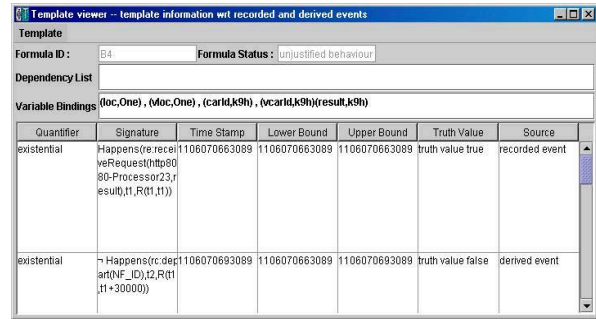 Template viewer -- template information wrt recorded and derived events
Template
Formula ID : B4 Formula Status : unjustified behaviour
Dependency List
Variable Bindings (loc,One) , (vloc,One) , (carId,k9h) , (vcarId,k9h)(result,k9h)
Quantifier Signature Time Stamp Lower Bound Upper Bound Truth Value Source
existential Happens(re:recei 1106070663089 1106070663089 1106070663089 truth value true recorded event
veRequest(http80
80-Processor23,r
esult),t1,R(t1,t1))
existential ¬ Happens(rc:dep 1106070693089 1106070663089 1106070693089 truth value false derived event
art(NF_ID),t2,R(t1
,t1+30000))